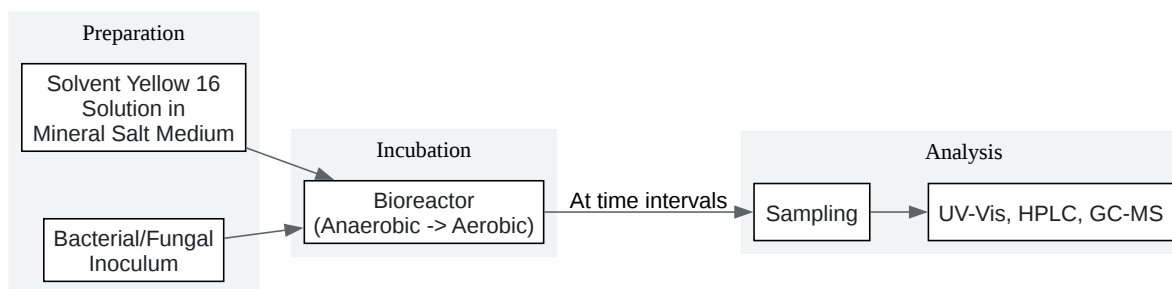 Preparation
Solvent Yellow 16
Solution in
Mineral Salt Medium
Bacterial/Fungal
Inoculum
Incubation
Bioreactor
(Anaerobic -> Aerobic)
At time intervals
Analysis
Sampling
UV-Vis, HPLC, GC-MS